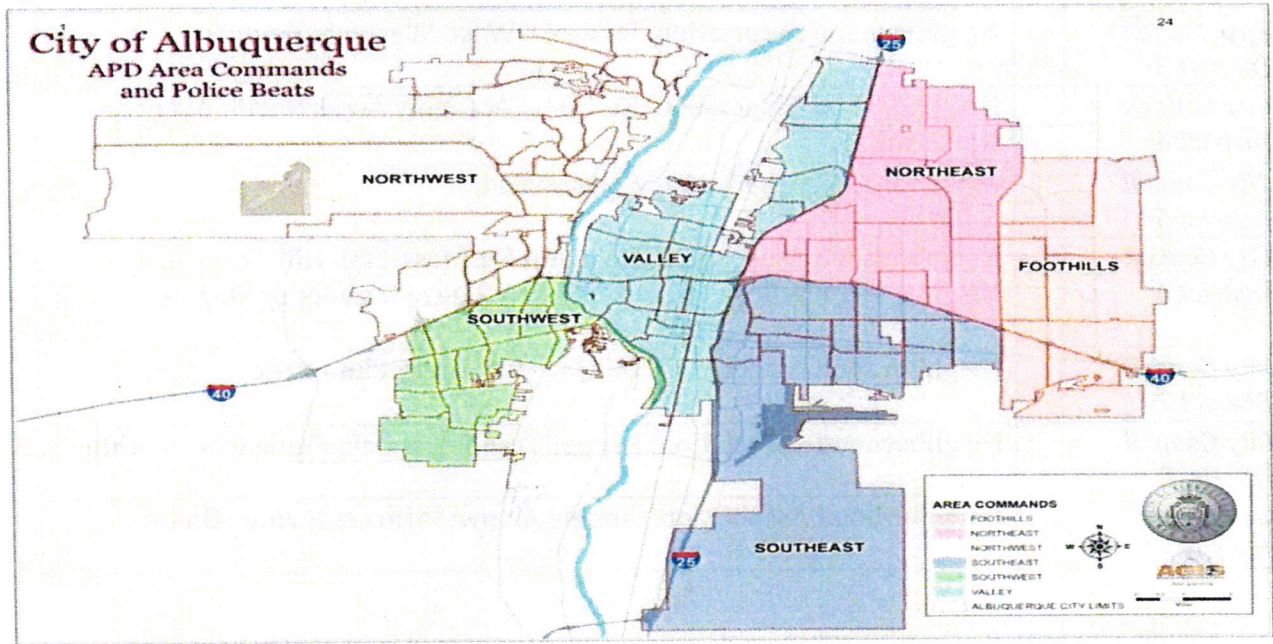 24
City of Albuquerque
APD Area Commands
and Police Beats
25
NORTHWEST
NORTHEAST
VALLEY
FOOTHILLS
SOUTHWEST
40
40
SOUTHEAST
25
AREA COMMANDS
FOOTHILLS
NORTHEAST
NORTHWEST
SOUTHEAST
SOUTHWEST
VALLEY
ALBUQUERQUE CITY LIMITS
N
W E
S
AGIS
Miles